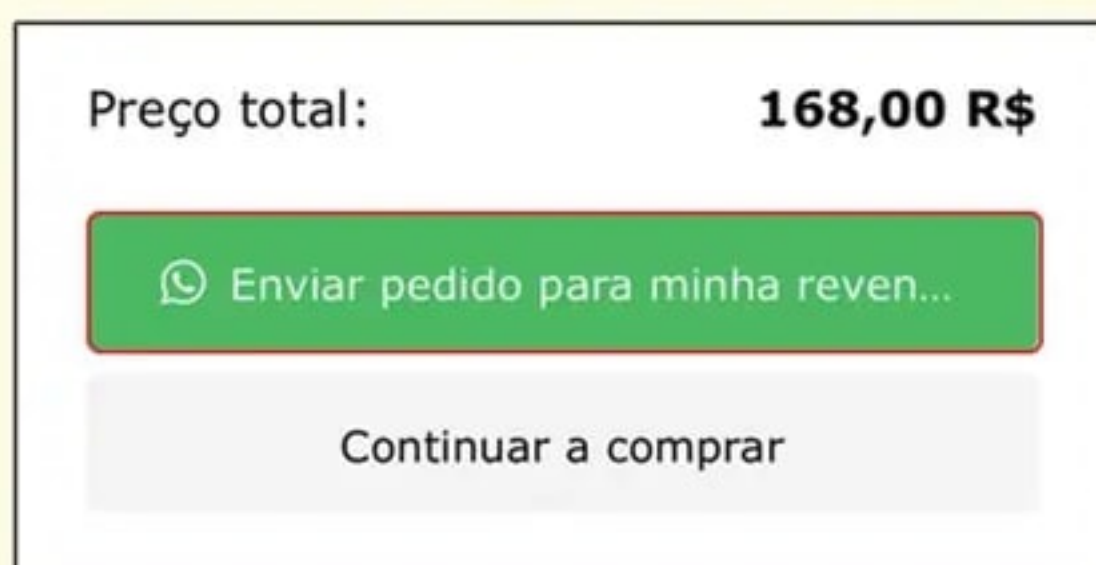 Preço total: 168,00 R$
Enviar pedido para minha reven...
Continuar a comprar